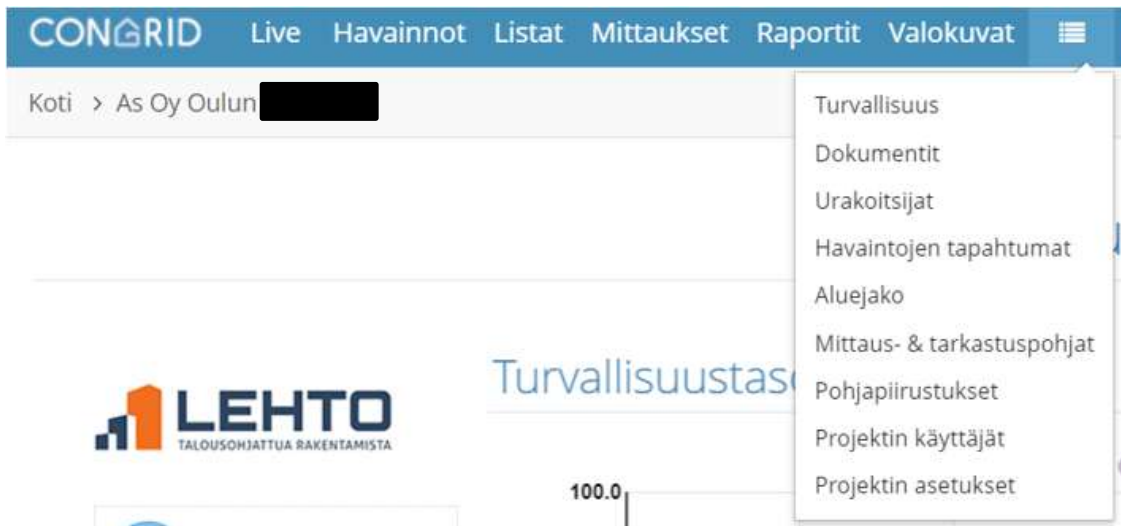 CONGRID Live Havainnot Listat Mittaukset Raportit Valokuvat
Koti > As Oy Oulun
Turvallisuus
Dokumentit
Urakoitsijat
Havaintojen tapahtumat
Aluejako
Mittaus- & tarkastuspohjat
Pohjapiirustukset
Projektin käyttäjät
Projektin asetukset
Turvallisuustaso
LEHTO
TALOUSOHJATTUA RAKENTAMISTA
100.0